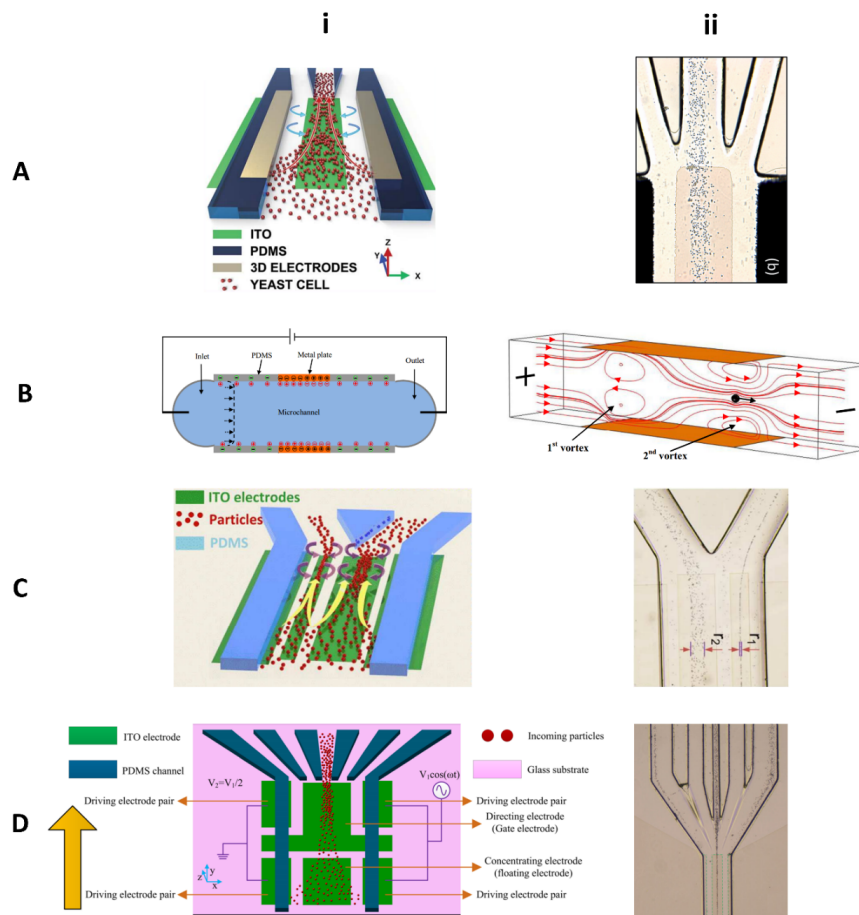 i
ii
A
ITO
PDMS
3D ELECTRODES
YEAST CELL
Z
Y
X
(b)
B
Inlet
PDMS
Metal plate
Outlet
Microchannel
+
−
1st vortex
2nd vortex
C
ITO electrodes
Particles
PDMS
r2
r1
D
ITO electrode
PDMS channel
Incoming particles
Glass substrate
V2=V1/2
V1cos(ωt)
Driving electrode pair
Driving electrode pair
Directing electrode
(Gate electrode)
Concentrating electrode
(floating electrode)
Driving electrode pair
Driving electrode pair
z
y
x